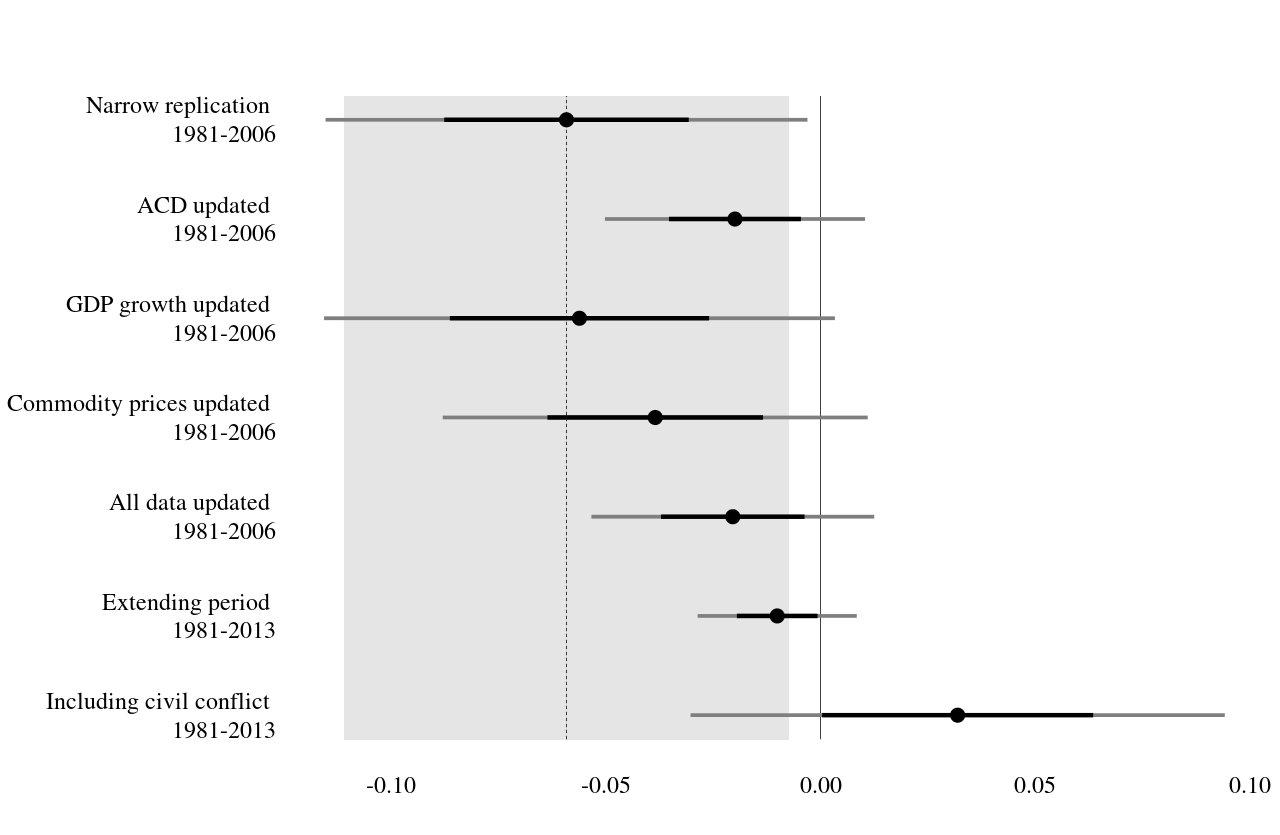 Narrow replication
1981-2006
ACD updated
1981-2006
GDP growth updated
1981-2006
Commodity prices updated
1981-2006
All data updated
1981-2006
Extending period
1981-2013
Including civil conflict
1981-2013
-0.10 -0.05 0.00 0.05 0.10